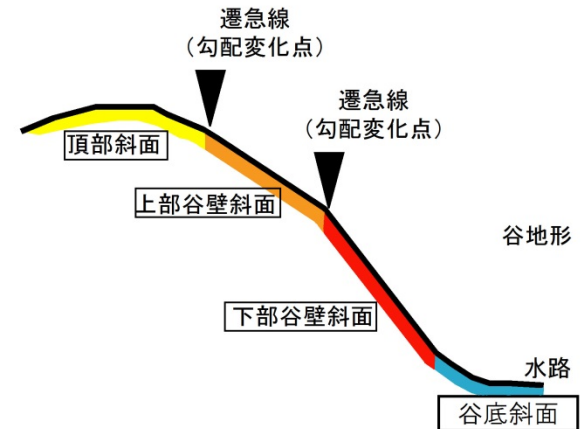 遷急線
（勾配変化点）
遷急線
（勾配変化点）
頂部斜面
上部谷壁斜面
谷地形
下部谷壁斜面
水路
谷底斜面